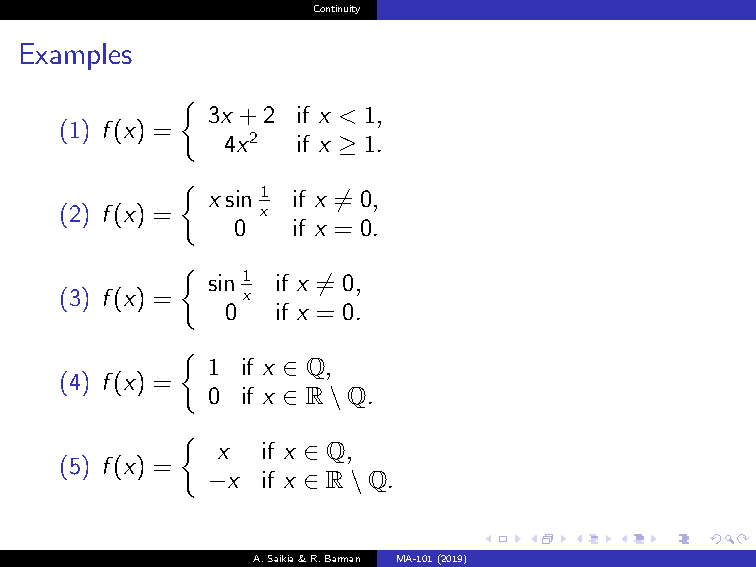 Continuity
Examples
(1) f(x) = { 3x + 2 if x < 1,
4x² if x ≥ 1.
(2) f(x) = { x sin 1/x if x ≠ 0,
0 if x = 0.
(3) f(x) = { sin 1/x if x ≠ 0,
0 if x = 0.
(4) f(x) = { 1 if x ∈ ℚ,
0 if x ∈ ℝ \ ℚ.
(5) f(x) = { x if x ∈ ℚ,
−x if x ∈ ℝ \ ℚ.
A. Saikia & R. Barman MA-101 (2019)